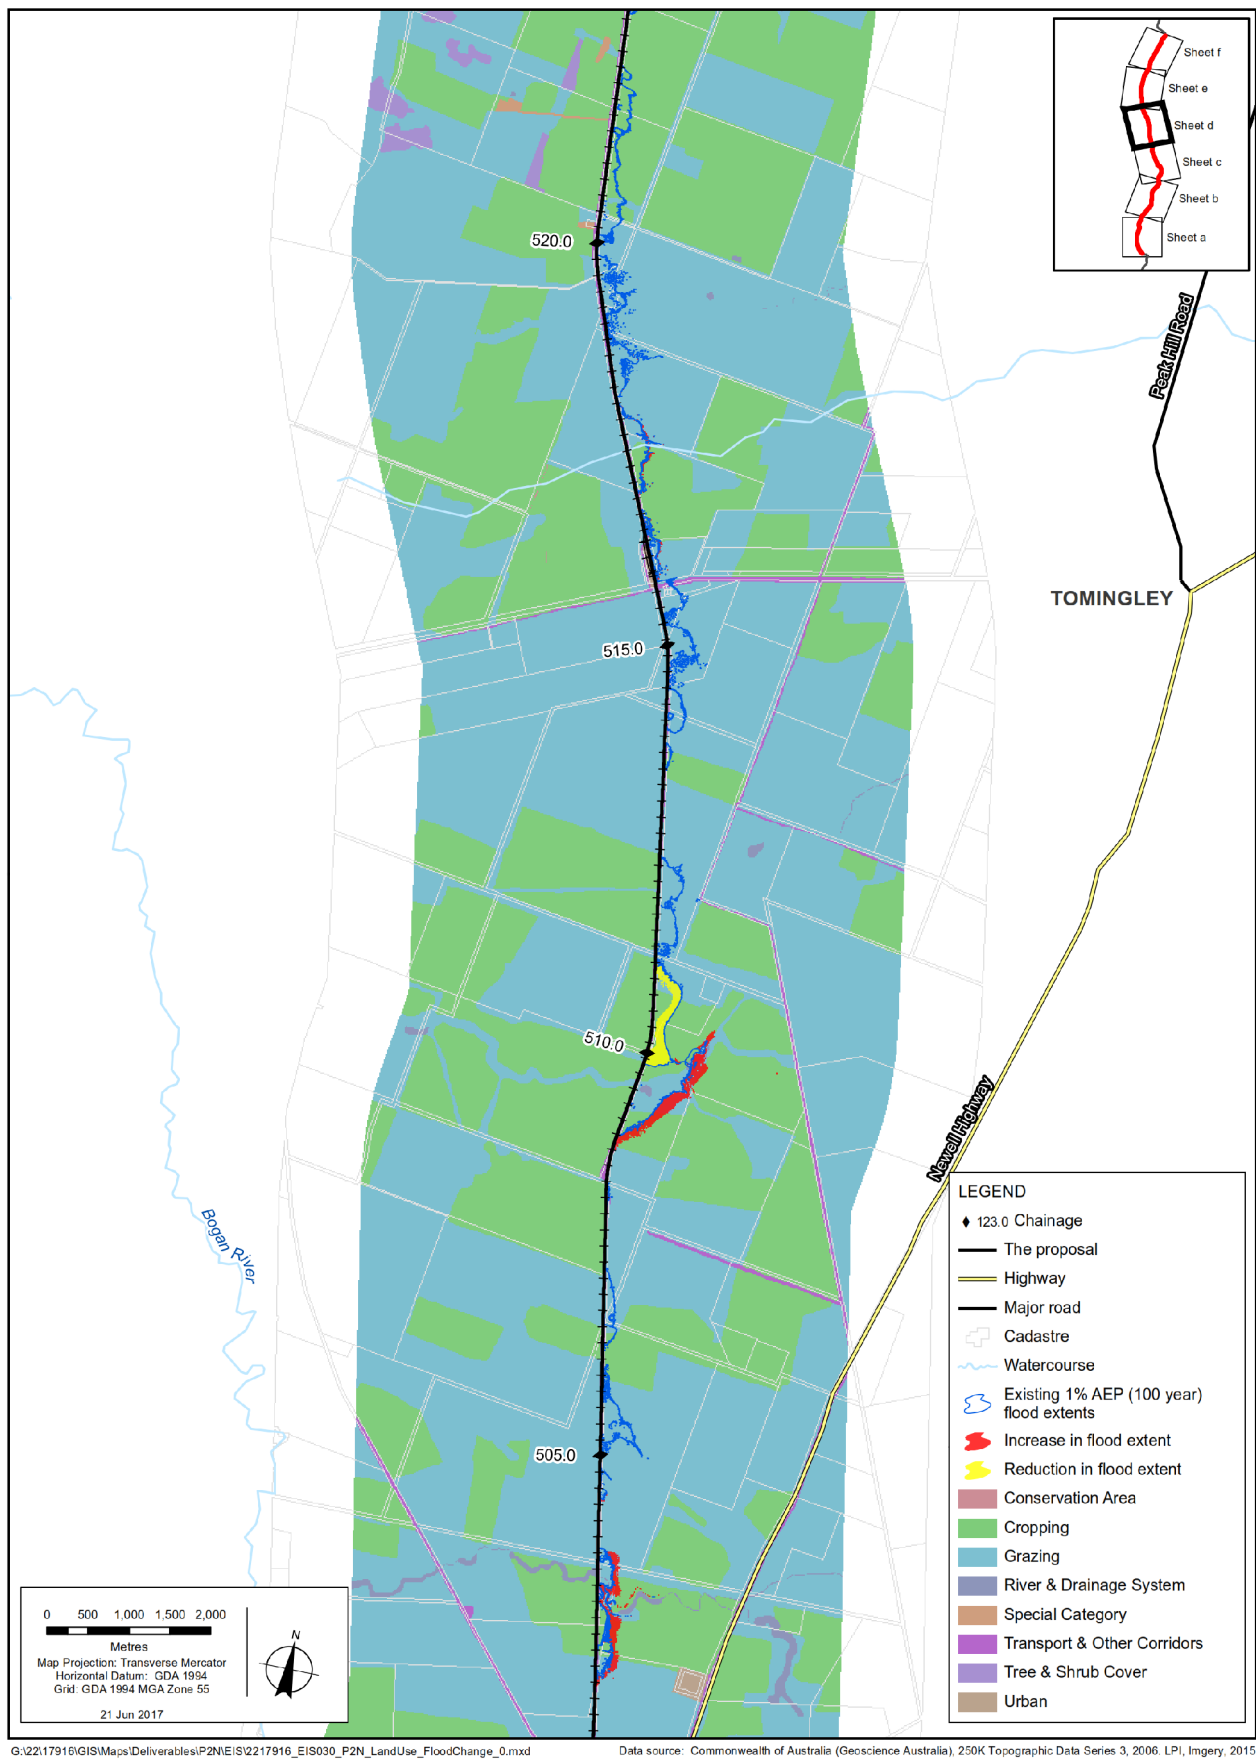 Sheet f
Sheet e
Sheet d
Sheet c
Sheet b
Sheet a
520.0
Peak Hill Road
TOMINGLEY
515.0
510.0
Newell Highway
Bogan River
505.0
LEGEND
123.0 Chainage
The proposal
Highway
Major road
Cadastre
Watercourse
Existing 1% AEP (100 year)
flood extents
Increase in flood extent
Reduction in flood extent
Conservation Area
Cropping
Grazing
River & Drainage System
Special Category
Transport & Other Corridors
Tree & Shrub Cover
Urban
0 500 1,000 1,500 2,000
Metres
Map Projection: Transverse Mercator
Horizontal Datum: GDA 1994
Grid: GDA 1994 MGA Zone 55
N
21 Jun 2017
G:\22\17916\GIS\Maps\Deliverables\P2N\EIS\2217916_EIS030_P2N_LandUse_FloodChange_0.mxd
Data source: Commonwealth of Australia (Geoscience Australia), 250K Topographic Data Series 3, 2006. LPI, Imgery, 2015